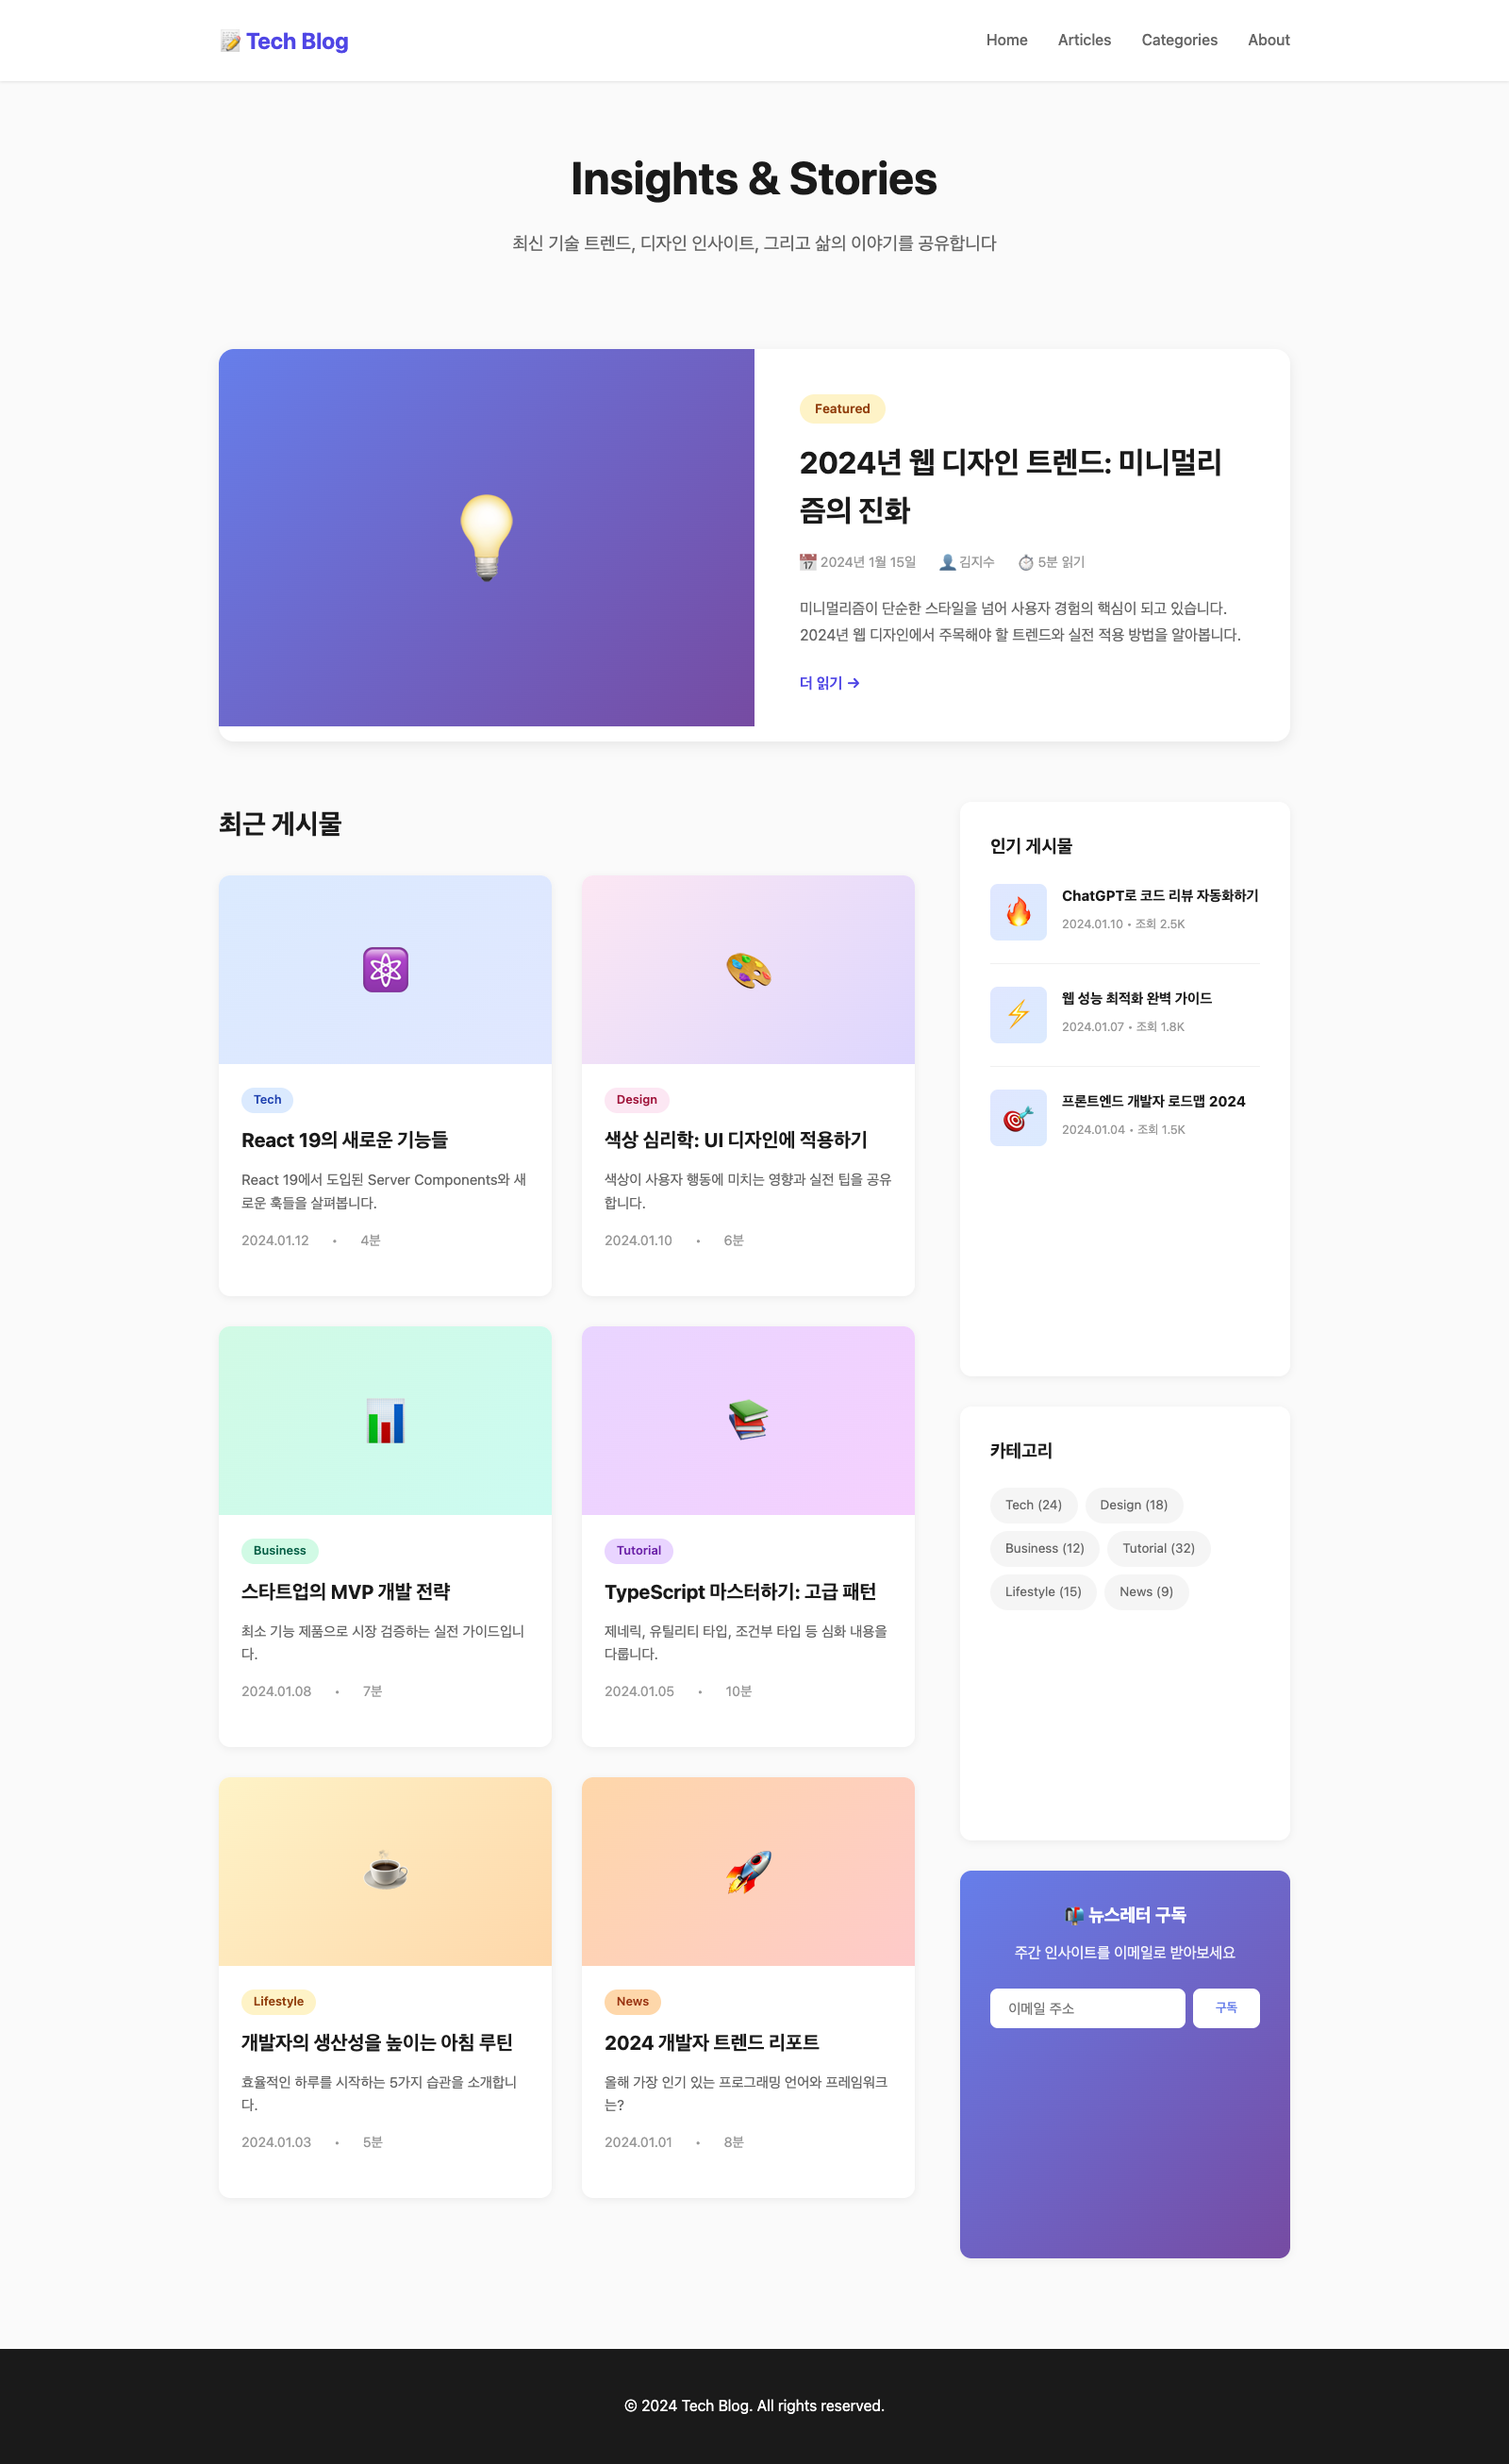 Tech Blog
Home
Articles
Categories
About
Insights & Stories
최신 기술 트렌드, 디자인 인사이트, 그리고 삶의 이야기를 공유합니다
Featured
2024년 웹 디자인 트렌드: 미니멀리
즘의 진화
2024년 1월 15일
김지수
5분 읽기
미니멀리즘이 단순한 스타일을 넘어 사용자 경험의 핵심이 되고 있습니다.
2024년 웹 디자인에서 주목해야 할 트렌드와 실전 적용 방법을 알아봅니다.
더 읽기 →
최근 게시물
Tech
React 19의 새로운 기능들
React 19에서 도입된 Server Components와 새
로운 훅들을 살펴봅니다.
2024.01.12 • 4분
Design
색상 심리학: UI 디자인에 적용하기
색상이 사용자 행동에 미치는 영향과 실전 팁을 공유
합니다.
2024.01.10 • 6분
Business
스타트업의 MVP 개발 전략
최소 기능 제품으로 시장 검증하는 실전 가이드입니
다.
2024.01.08 • 7분
Tutorial
TypeScript 마스터하기: 고급 패턴
제네릭, 유틸리티 타입, 조건부 타입 등 심화 내용을
다룹니다.
2024.01.05 • 10분
Lifestyle
개발자의 생산성을 높이는 아침 루틴
효율적인 하루를 시작하는 5가지 습관을 소개합니
다.
2024.01.03 • 5분
News
2024 개발자 트렌드 리포트
올해 가장 인기 있는 프로그래밍 언어와 프레임워크
는?
2024.01.01 • 8분
인기 게시물
ChatGPT로 코드 리뷰 자동화하기
2024.01.10 • 조회 2.5K
웹 성능 최적화 완벽 가이드
2024.01.07 • 조회 1.8K
프론트엔드 개발자 로드맵 2024
2024.01.04 • 조회 1.5K
카테고리
Tech (24)
Design (18)
Business (12)
Tutorial (32)
Lifestyle (15)
News (9)
뉴스레터 구독
주간 인사이트를 이메일로 받아보세요
이메일 주소
구독
© 2024 Tech Blog. All rights reserved.